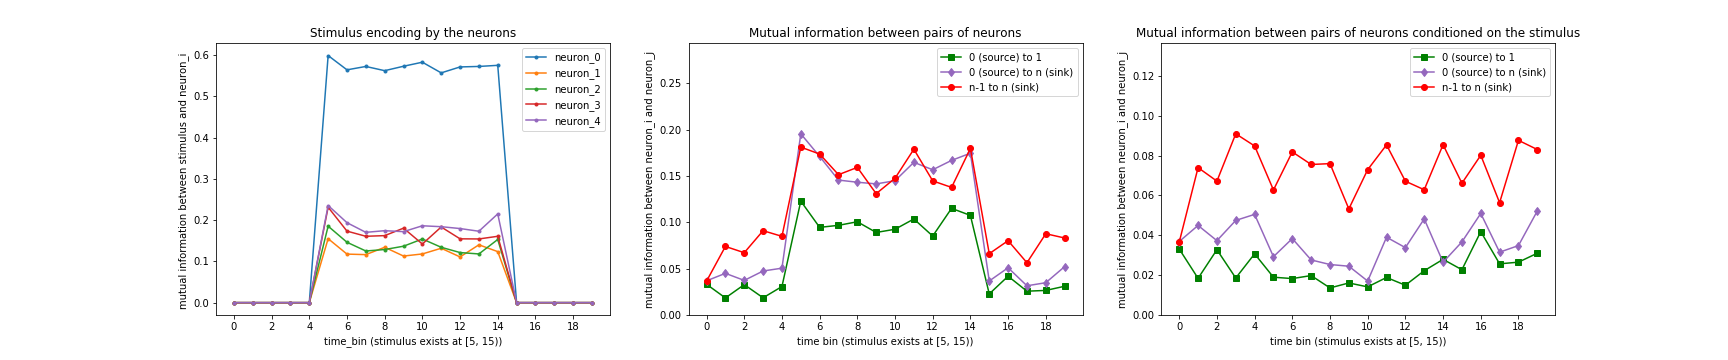 Stimulus encoding by the neurons
mutual information between stimulus and neuron_i
0.6
0.5
0.4
0.3
0.2
0.1
0.0
neuron_0
neuron_1
neuron_2
neuron_3
neuron_4
0 2 4 6 8 10 12 14 16 18
time_bin (stimulus exists at [5, 15))
Mutual information between pairs of neurons
mutual information between neuron_i and neuron_j
0.25
0.20
0.15
0.10
0.05
0.00
0 (source) to 1
0 (source) to n (sink)
n-1 to n (sink)
0 2 4 6 8 10 12 14 16 18
time bin (stimulus exists at [5, 15))
Mutual information between pairs of neurons conditioned on the stimulus
mutual information between neuron_i and neuron_j
0.12
0.10
0.08
0.06
0.04
0.02
0.00
0 (source) to 1
0 (source) to n (sink)
n-1 to n (sink)
0 2 4 6 8 10 12 14 16 18
time bin (stimulus exists at [5, 15))